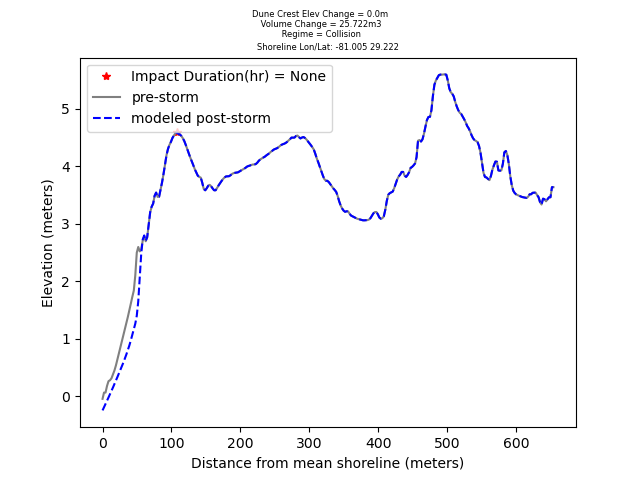 Dune Crest Elev Change = 0.0m
Volume Change = 25.722m3
Regime = Collision
Shoreline Lon/Lat: -81.005 29.222
Impact Duration(hr) = None
pre-storm
modeled post-storm
Elevation (meters)
5
4
3
2
1
0
0 100 200 300 400 500 600
Distance from mean shoreline (meters)